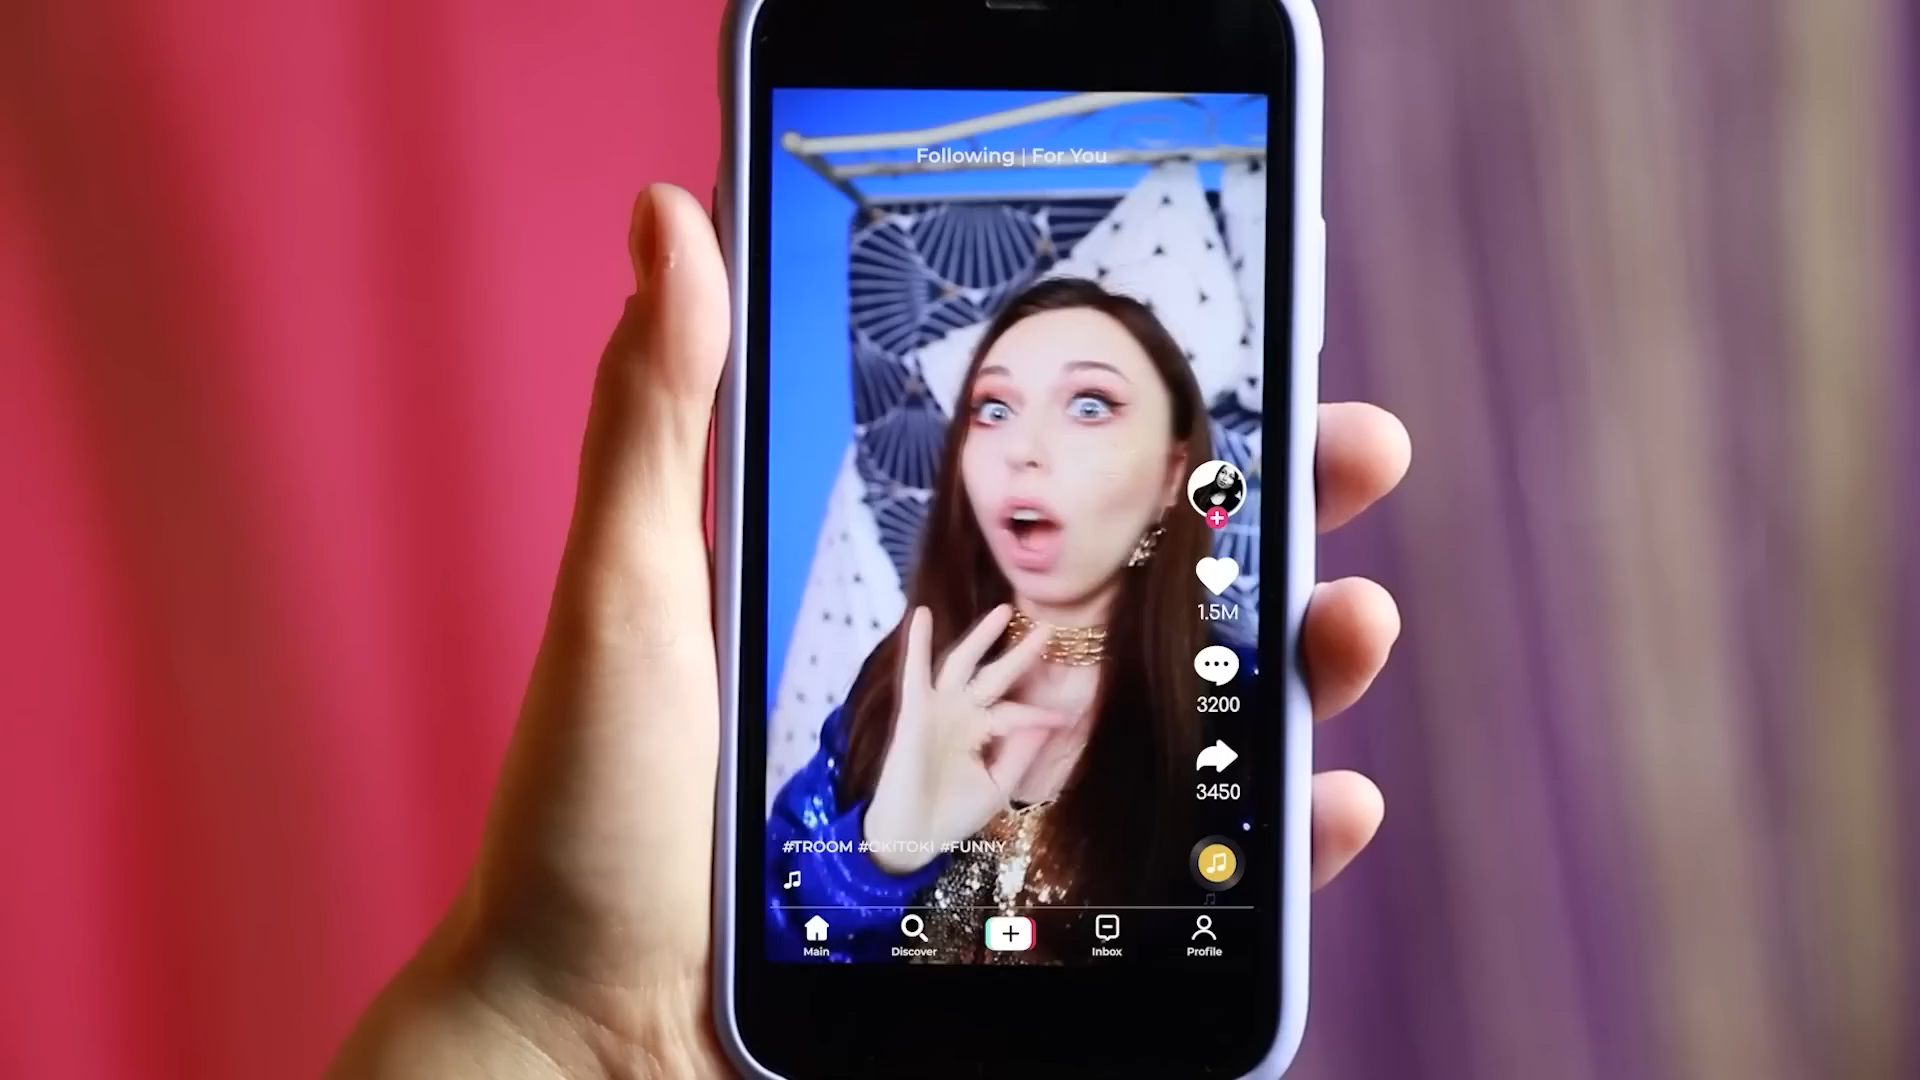 Following | For You
1.5M
3200
3450
#TROOM #OKITOKI #FUNNY
Main
Discover
Inbox
Profile